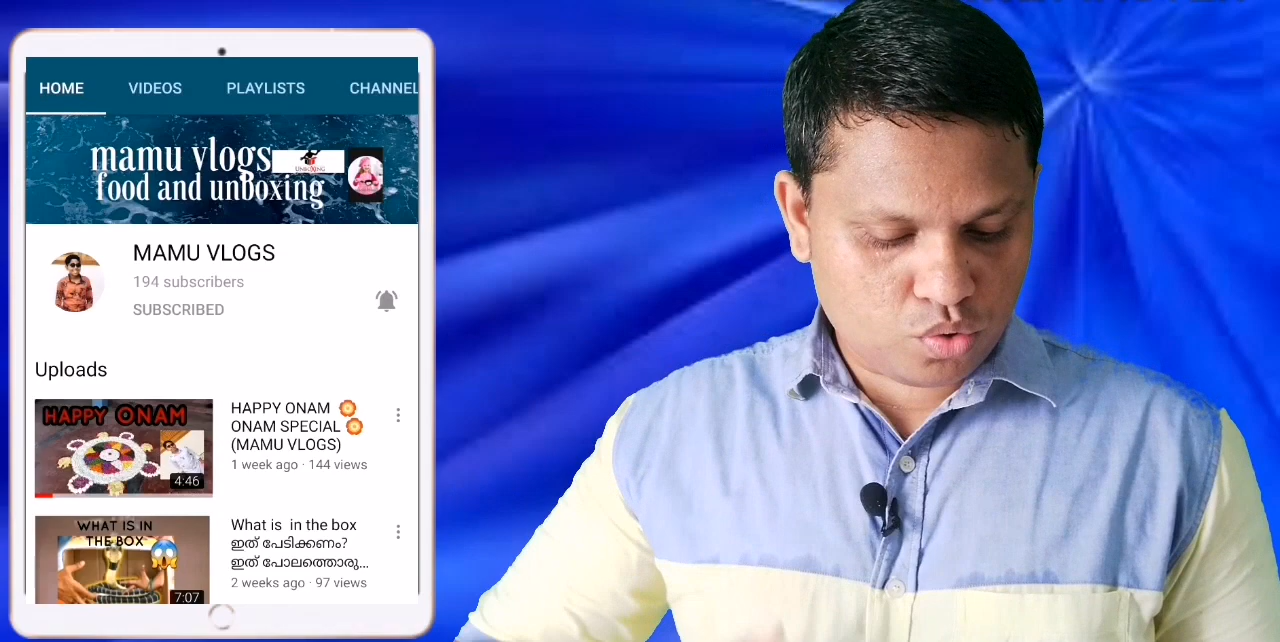 HOME VIDEOS PLAYLISTS CHANNEL
mamu vlogs
UNBOXING
food and unboxing
MAMU VLOGS
194 subscribers
SUBSCRIBED
Uploads
HAPPY ONAM
4:46
HAPPY ONAM
ONAM SPECIAL
(MAMU VLOGS)
1 week ago · 144 views
WHAT IS IN
THE BOX
7:07
What is in the box
ഇത് പേടിക്കണം?
ഇത് പോലത്തൊരു...
2 weeks ago · 97 views